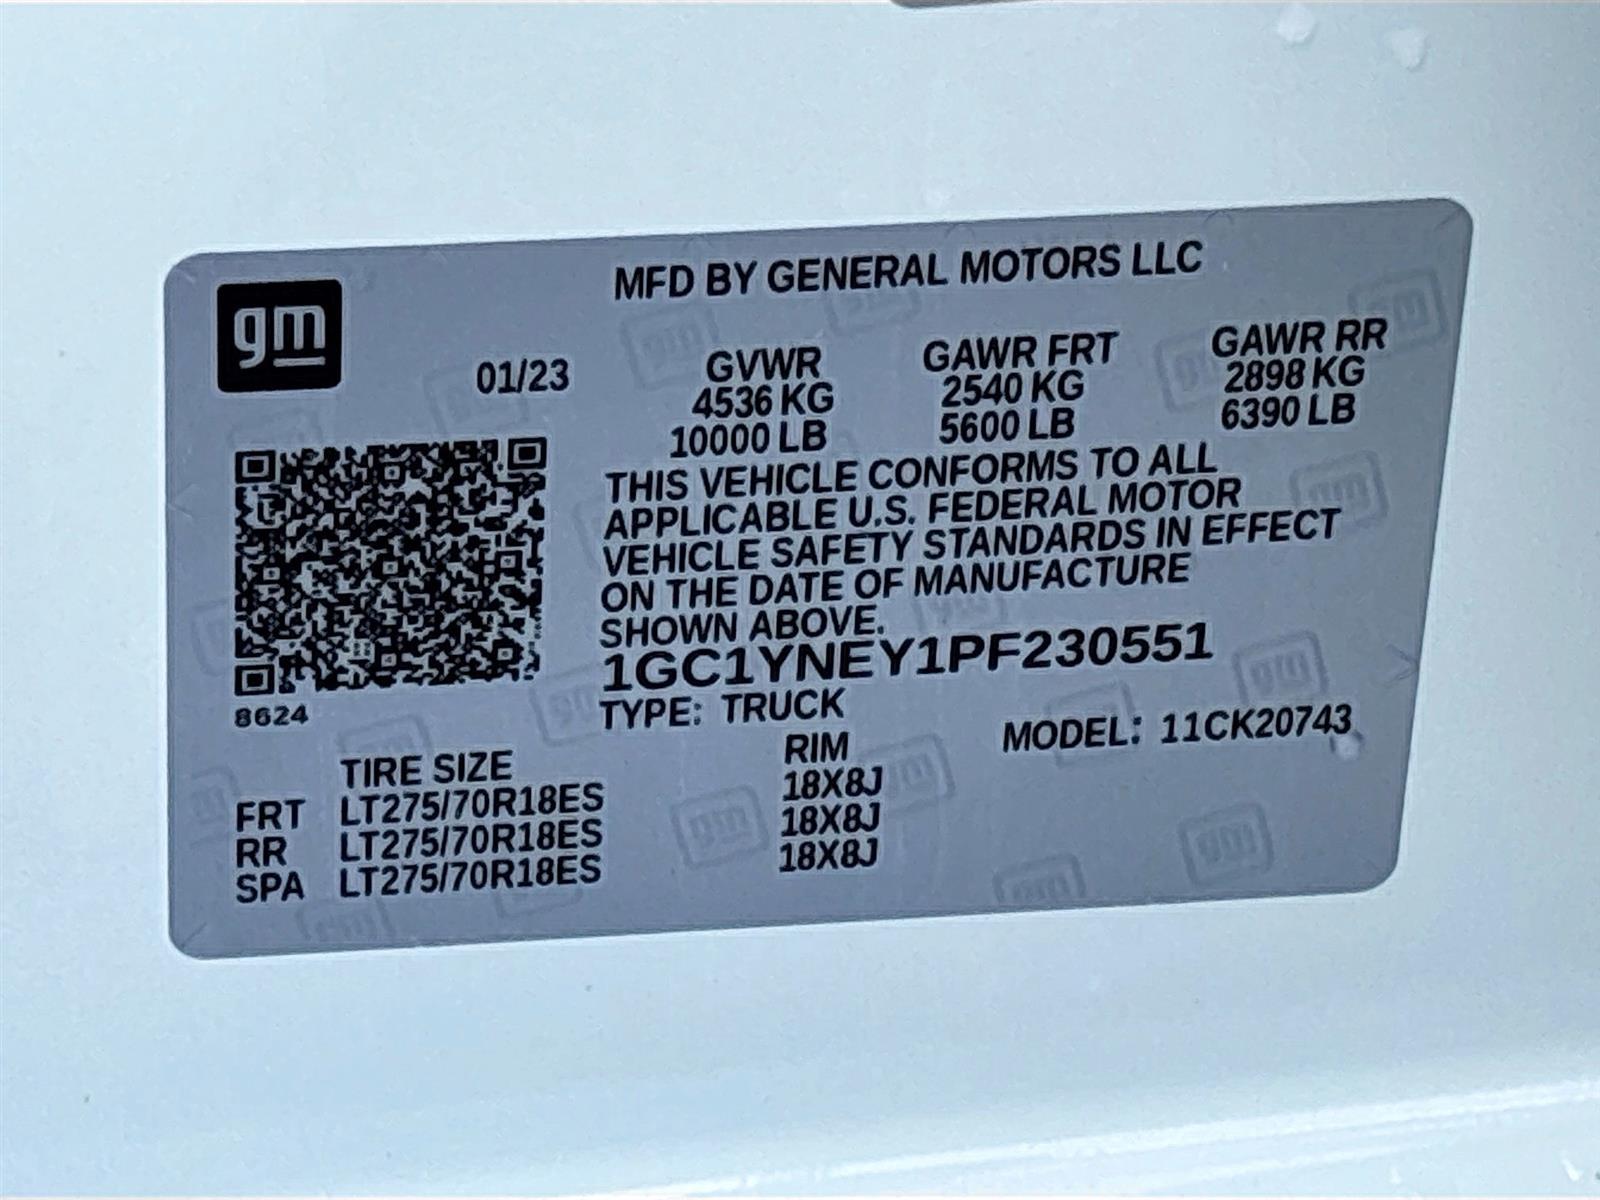 gm
MFD BY GENERAL MOTORS LLC
01/23
GVWR GAWR FRT GAWR RR
4536 KG 2540 KG 2898 KG
10000 LB 5600 LB 6390 LB
THIS VEHICLE CONFORMS TO ALL
APPLICABLE U.S. FEDERAL MOTOR
VEHICLE SAFETY STANDARDS IN EFFECT
ON THE DATE OF MANUFACTURE
SHOWN ABOVE.
1GC1YNEY1PF230551
8624
TYPE: TRUCK MODEL: 11CK20743
TIRE SIZE RIM
FRT LT275/70R18ES 18X8J
RR LT275/70R18ES 18X8J
SPA LT275/70R18ES 18X8J